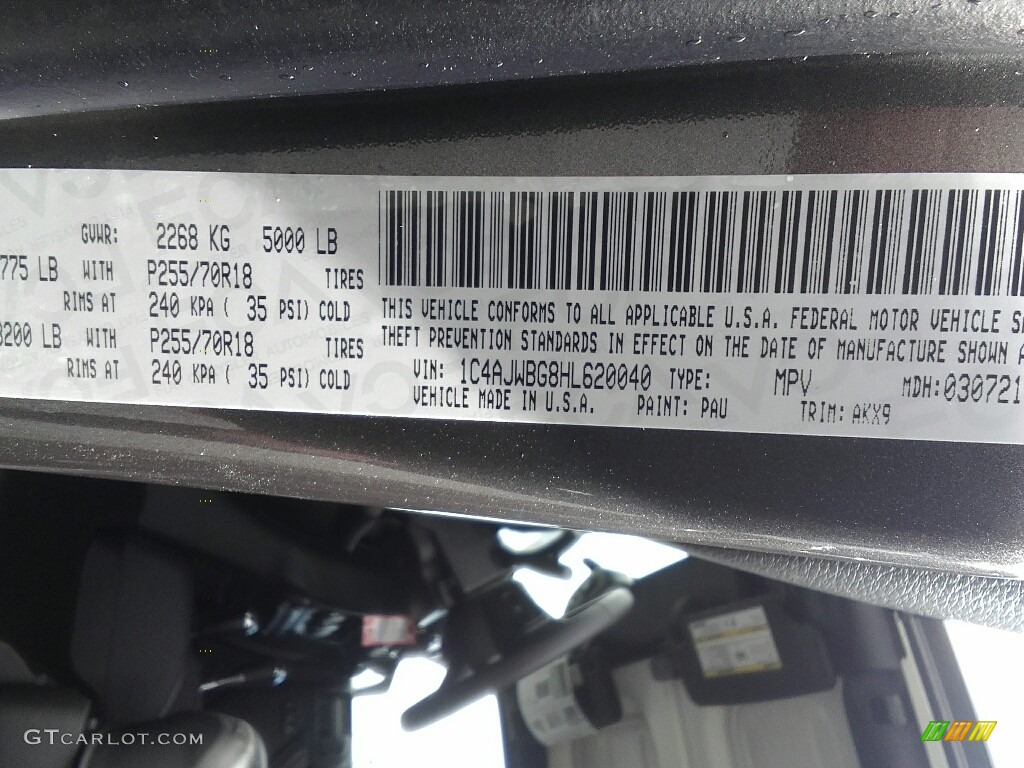 GVWR: 2268 KG 5000 LB
775 LB WITH P255/70R18 TIRES
RIMS AT 240 KPA ( 35 PSI) COLD
3200 LB WITH P255/70R18 TIRES
RIMS AT 240 KPA ( 35 PSI) COLD
THIS VEHICLE CONFORMS TO ALL APPLICABLE U.S.A. FEDERAL MOTOR VEHICLE
THEFT PREVENTION STANDARDS IN EFFECT ON THE DATE OF MANUFACTURE SHOWN
VIN: 1C4AJWBG8HL620040 TYPE: MPV MDH:030721
VEHICLE MADE IN U.S.A. PAINT: PAU TRIM: AKX9
GTCARLOT.COM